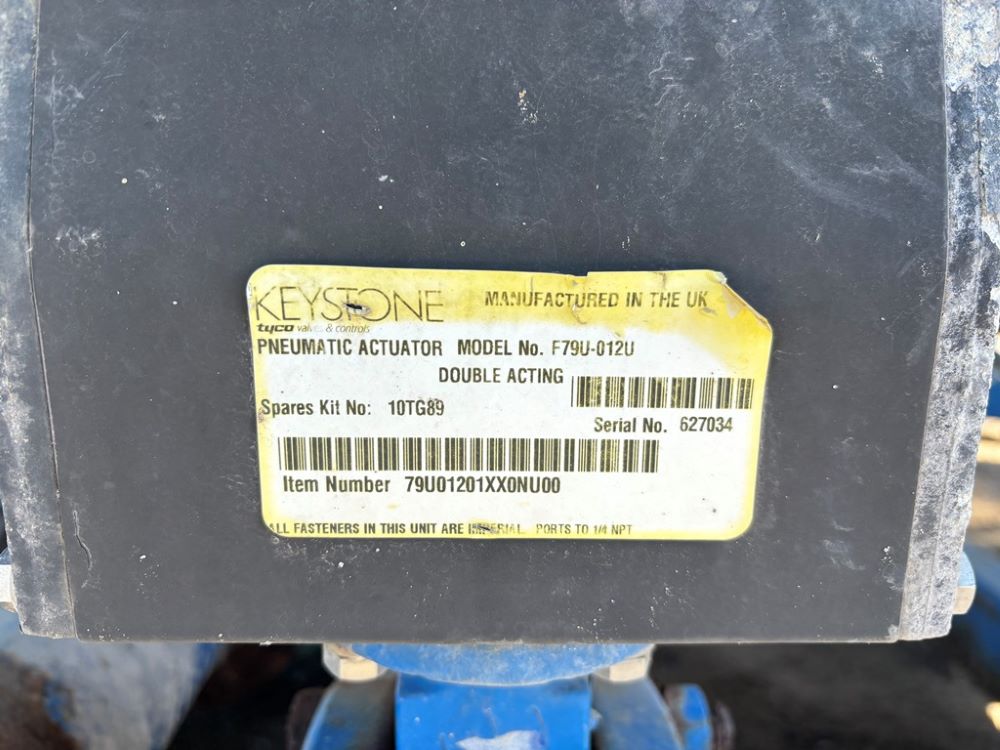 KEYSTONE
MANUFACTURED IN THE UK
tyco valves & controls
PNEUMATIC ACTUATOR MODEL No. F79U-012U
DOUBLE ACTING
Spares Kit No: 10TG89
Serial No. 627034
Item Number 79U01201XX0NU00
ALL FASTENERS IN THIS UNIT ARE IMPERIAL PORTS TO 1/4 NPT